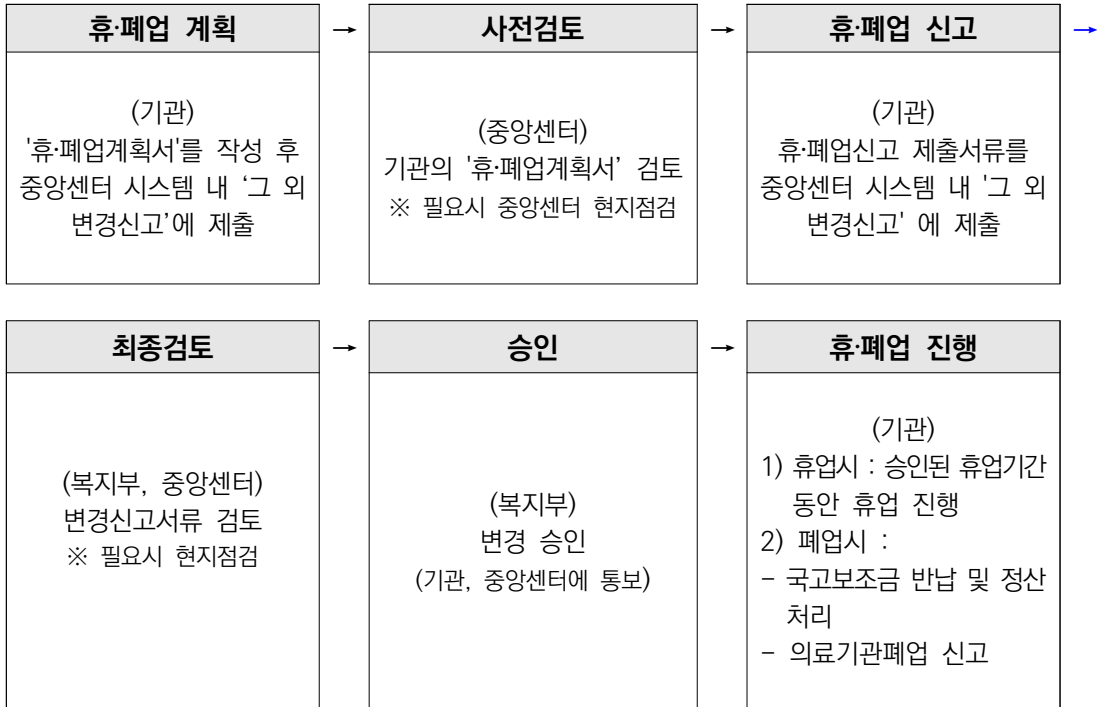 휴·폐업 계획
→
사전검토
→
휴·폐업 신고
→
(기관)
'휴·폐업계획서'를 작성 후
중앙센터 시스템 내 ‘그 외
변경신고’에 제출
(중앙센터)
기관의 '휴·폐업계획서’ 검토
※ 필요시 중앙센터 현지점검
(기관)
휴·폐업신고 제출서류를
중앙센터 시스템 내 '그 외
변경신고' 에 제출
최종검토
→
승인
→
휴·폐업 진행
(복지부, 중앙센터)
변경신고서류 검토
※ 필요시 현지점검
(복지부)
변경 승인
(기관, 중앙센터에 통보)
(기관)
1) 휴업시 : 승인된 휴업기간
동안 휴업 진행
2) 폐업시 :
- 국고보조금 반납 및 정산
처리
- 의료기관폐업 신고